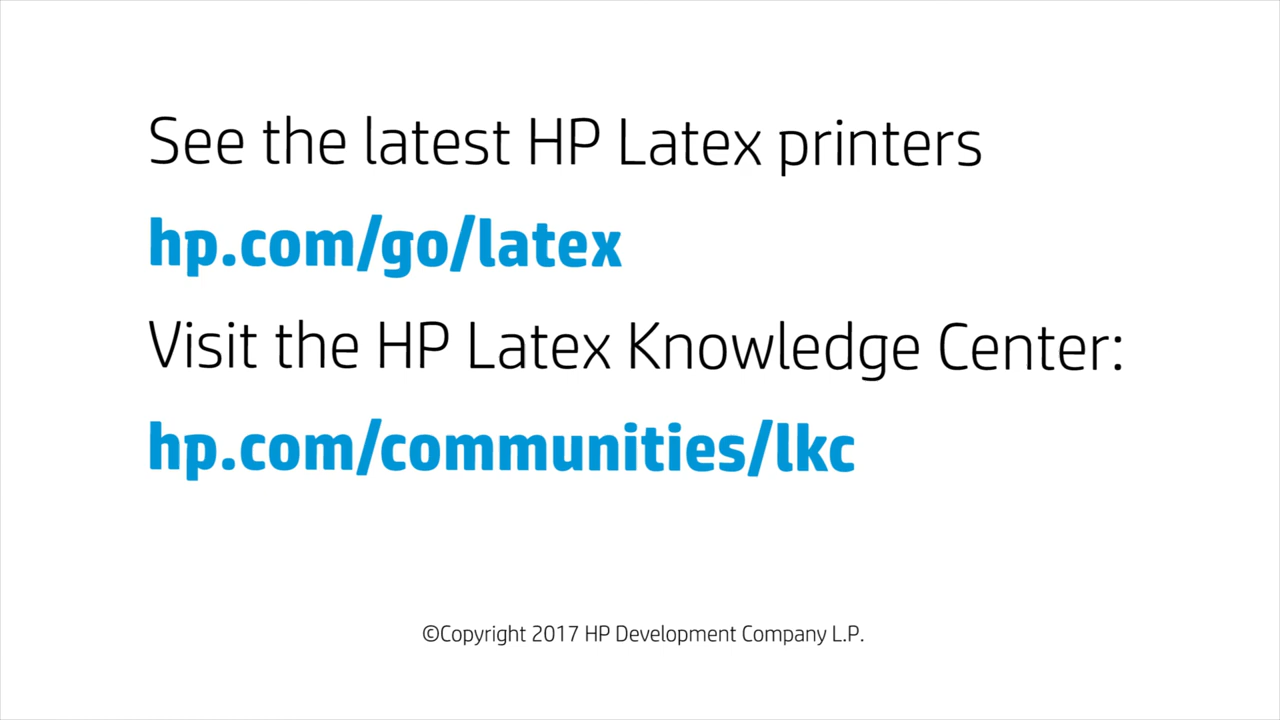 See the latest HP Latex printers
hp.com/go/latex
Visit the HP Latex Knowledge Center:
hp.com/communities/lkc
©Copyright 2017 HP Development Company L.P.